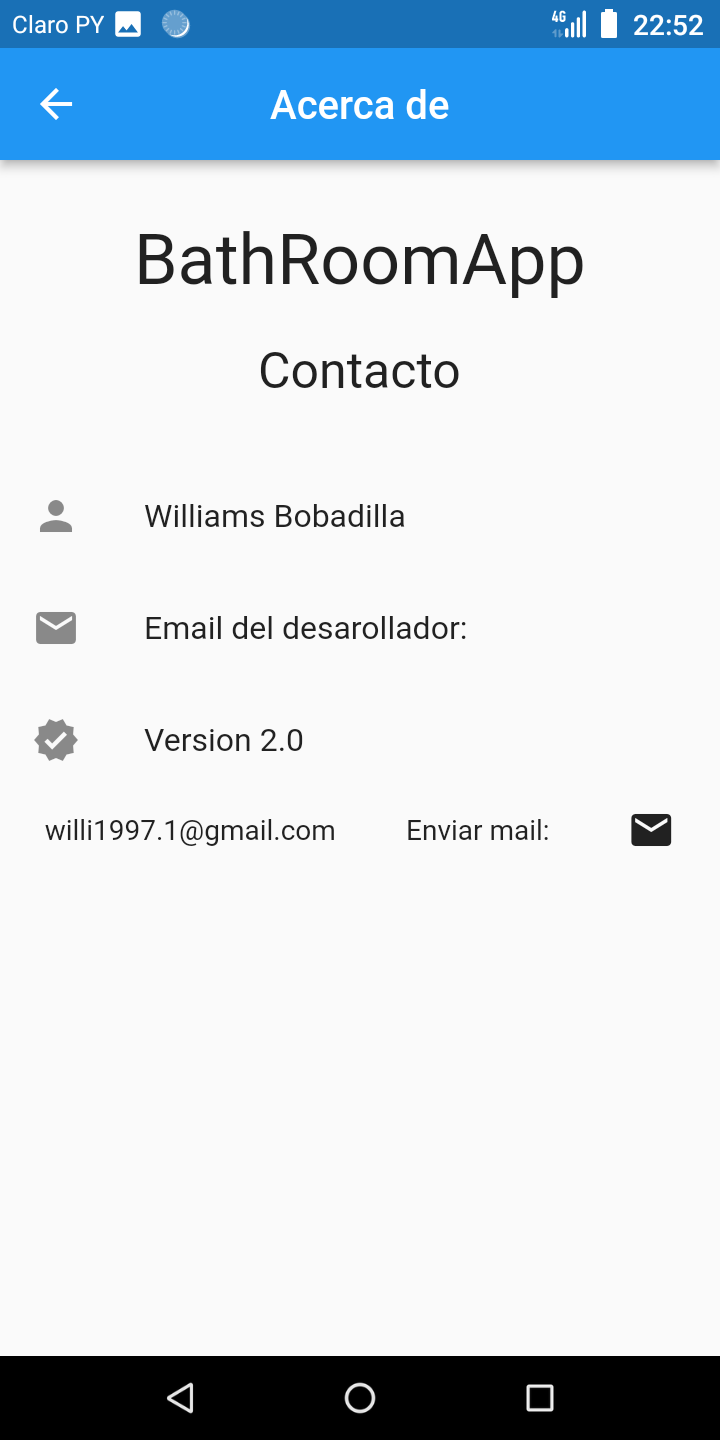 Claro PY 4G 22:52
Acerca de
BathRoomApp
Contacto
Williams Bobadilla
Email del desarollador:
Version 2.0
willi1997.1@gmail.com Enviar mail: